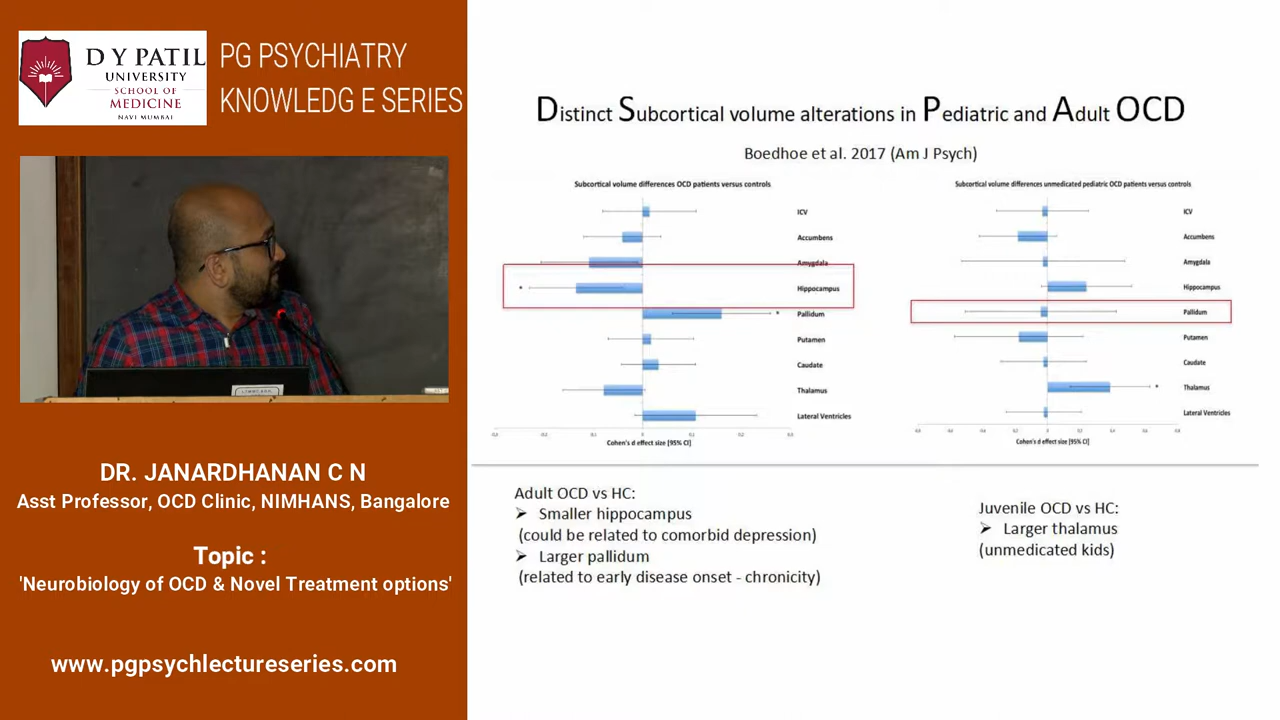 D Y PATIL
UNIVERSITY
SCHOOL OF
MEDICINE
NAVI MUMBAI
PG PSYCHIATRY
KNOWLEDG E SERIES
DR. JANARDHANAN C N
Asst Professor, OCD Clinic, NIMHANS, Bangalore
Topic :
'Neurobiology of OCD & Novel Treatment options'
www.pgpsychlectureseries.com
Distinct Subcortical volume alterations in Pediatric and Adult OCD
Boedhoe et al. 2017 (Am J Psych)
Subcortical volume differences OCD patients versus controls
ICV
Accumbens
Amygdala
* Hippocampus
* Pallidum
Putamen
Caudate
Thalamus
Lateral Ventricles
Cohen's d effect size [95% CI]
Subcortical volume differences unmedicated pediatric OCD patients versus controls
ICV
Accumbens
Amygdala
Hippocampus
Pallidum
Putamen
Caudate
* Thalamus
Lateral Ventricles
Cohen's d effect size [95% CI]
Adult OCD vs HC:
➢ Smaller hippocampus
(could be related to comorbid depression)
➢ Larger pallidum
(related to early disease onset - chronicity)
Juvenile OCD vs HC:
➢ Larger thalamus
(unmedicated kids)